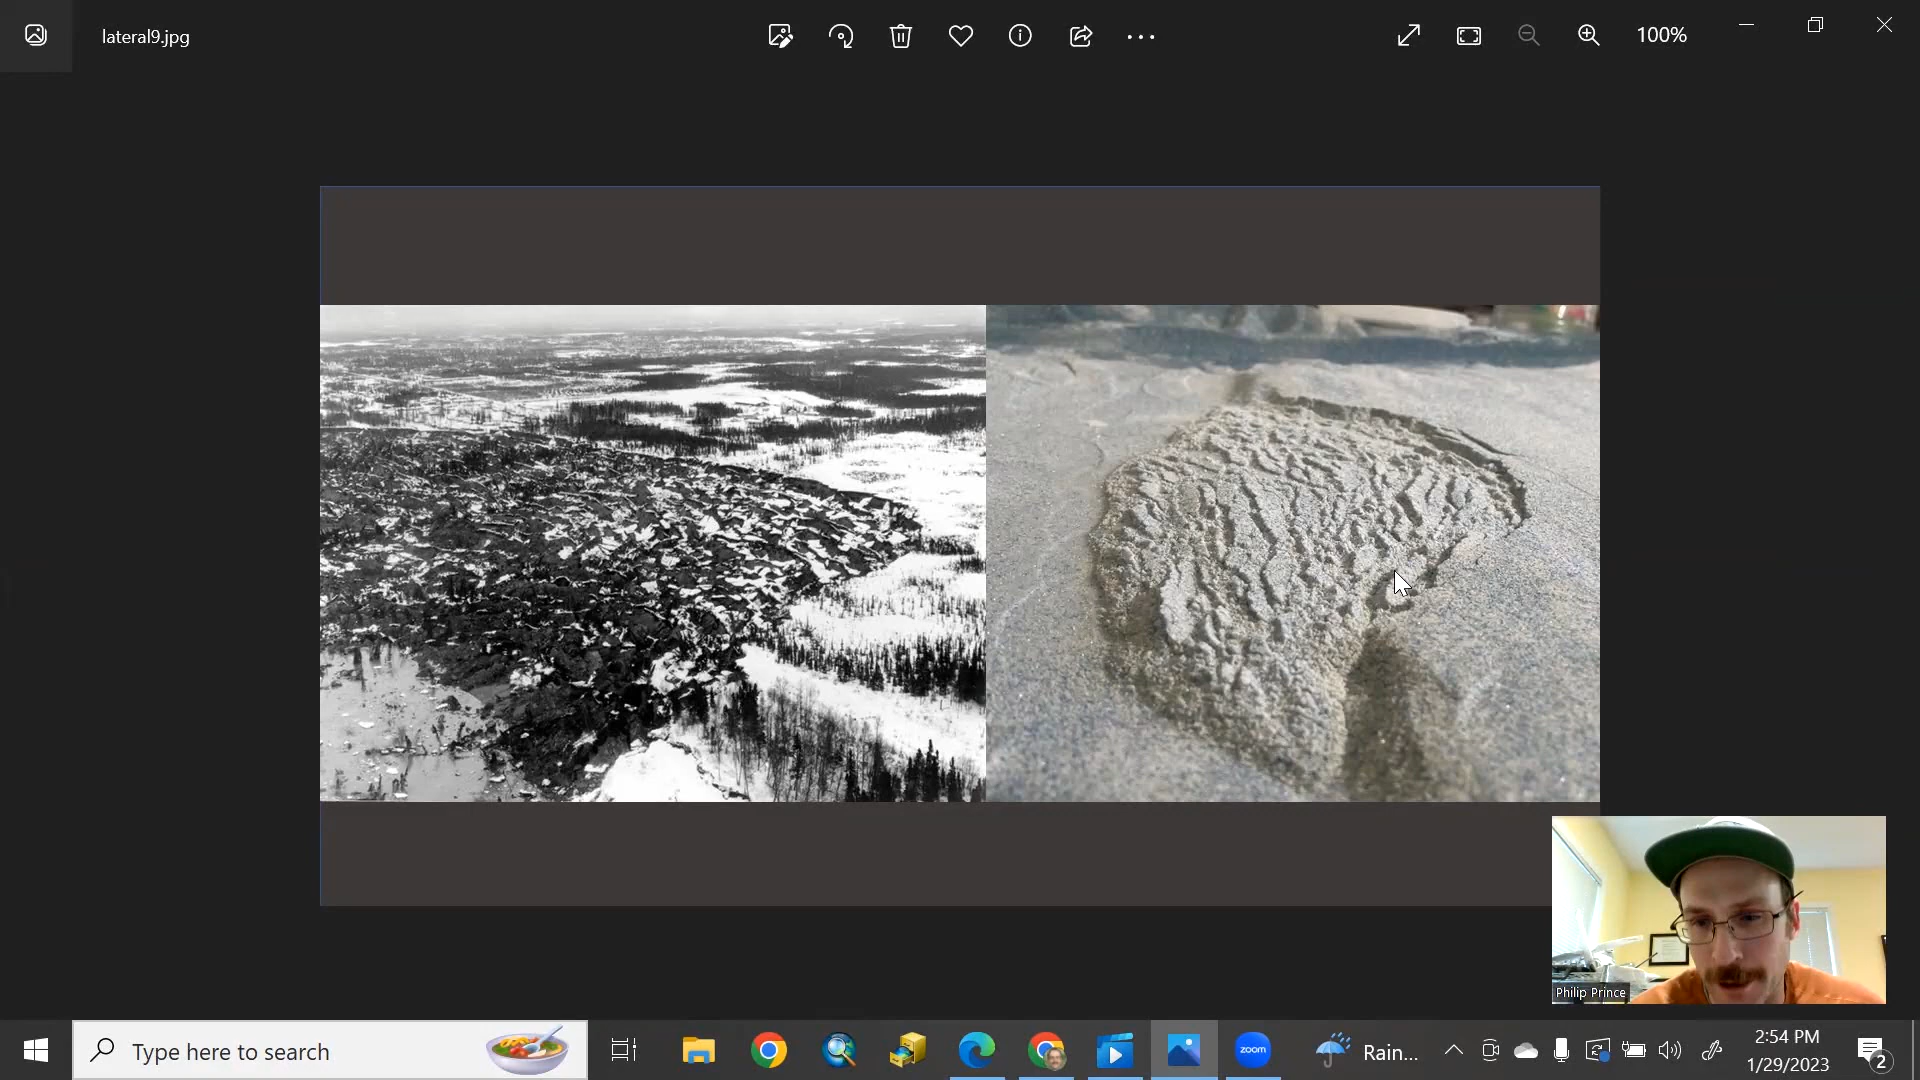 lateral9.jpg
100%
Philip Prince
Type here to search
zoom
Rain...
2:54 PM
1/29/2023
2